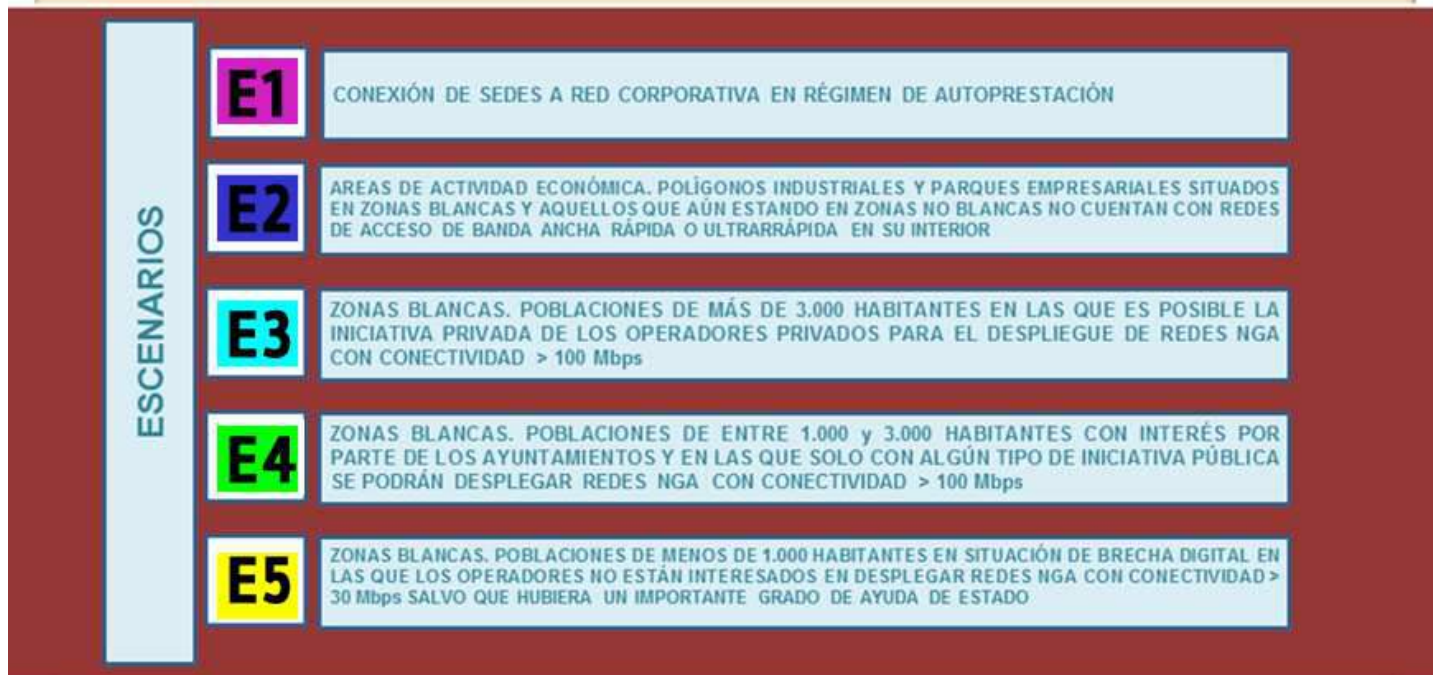 ESCENARIOS
E1
CONEXIÓN DE SEDES A RED CORPORATIVA EN RÉGIMEN DE AUTOPRESTACIÓN
E2
AREAS DE ACTIVIDAD ECONÓMICA. POLÍGONOS INDUSTRIALES Y PARQUES EMPRESARIALES SITUADOS
EN ZONAS BLANCAS Y AQUELLOS QUE AÚN ESTANDO EN ZONAS NO BLANCAS NO CUENTAN CON REDES
DE ACCESO DE BANDA ANCHA RÁPIDA O ULTRARRÁPIDA EN SU INTERIOR
E3
ZONAS BLANCAS. POBLACIONES DE MÁS DE 3.000 HABITANTES EN LAS QUE ES POSIBLE LA
INICIATIVA PRIVADA DE LOS OPERADORES PRIVADOS PARA EL DESPLIEGUE DE REDES NGA
CON CONECTIVIDAD > 100 Mbps
E4
ZONAS BLANCAS. POBLACIONES DE ENTRE 1.000 y 3.000 HABITANTES CON INTERÉS POR
PARTE DE LOS AYUNTAMIENTOS Y EN LAS QUE SOLO CON ALGÚN TIPO DE INICIATIVA PÚBLICA
SE PODRÁN DESPLEGAR REDES NGA CON CONECTIVIDAD > 100 Mbps
E5
ZONAS BLANCAS. POBLACIONES DE MENOS DE 1.000 HABITANTES EN SITUACIÓN DE BRECHA DIGITAL EN
LAS QUE LOS OPERADORES NO ESTÁN INTERESADOS EN DESPLEGAR REDES NGA CON CONECTIVIDAD >
30 Mbps SALVO QUE HUBIERA UN IMPORTANTE GRADO DE AYUDA DE ESTADO